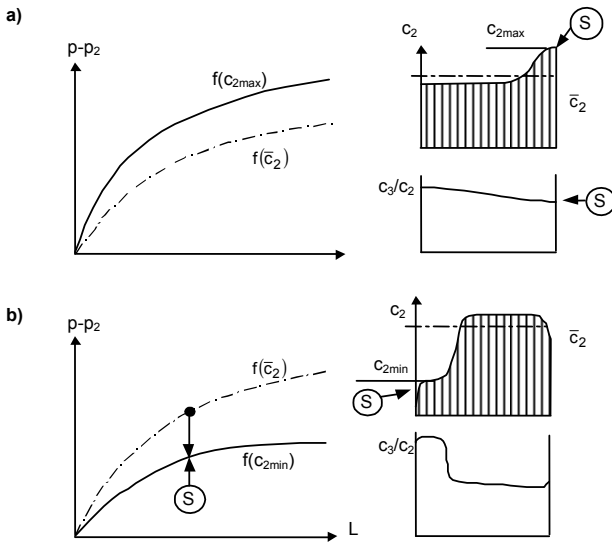 a)
p-p₂
f(c₂max)
f(c̄₂)
c₂
c₂max
S
c̄₂
c₃/c₂
S
b)
p-p₂
f(c̄₂)
f(c₂min)
S
L
c₂
c̄₂
c₂min
S
c₃/c₂